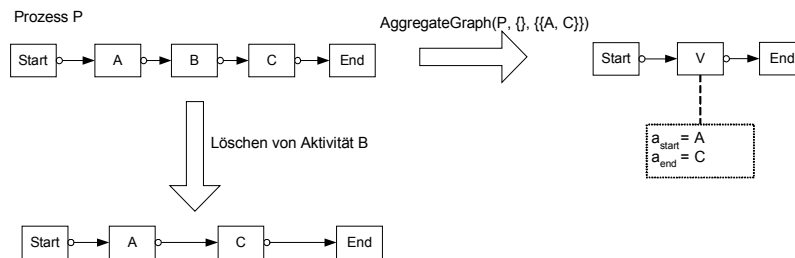 Prozess P
AggregateGraph(P, {}, {{A, C}})
Start A B C End
Start V End
Löschen von Aktivität B
a_start = A
a_end = C
Start A C End